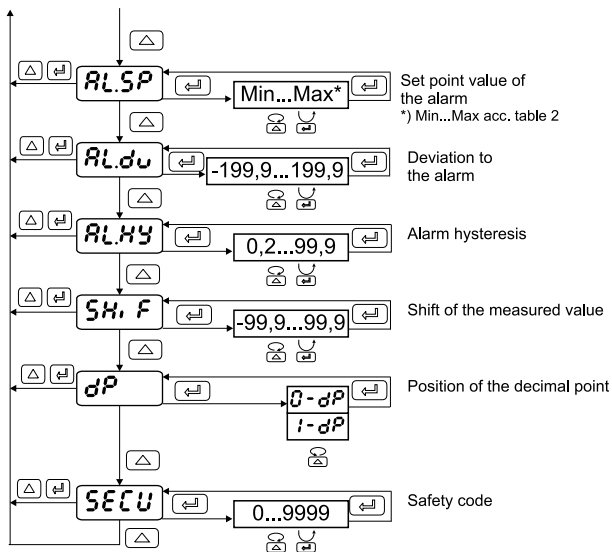 AL.SP
Min...Max*
Set point value of
the alarm
*) Min...Max acc. table 2
AL.dv
-199,9...199,9
Deviation to
the alarm
AL.HY
0,2...99,9
Alarm hysteresis
SHi F
-99,9...99,9
Shift of the measured value
dP
0-dP
1-dP
Position of the decimal point
SECU
0...9999
Safety code